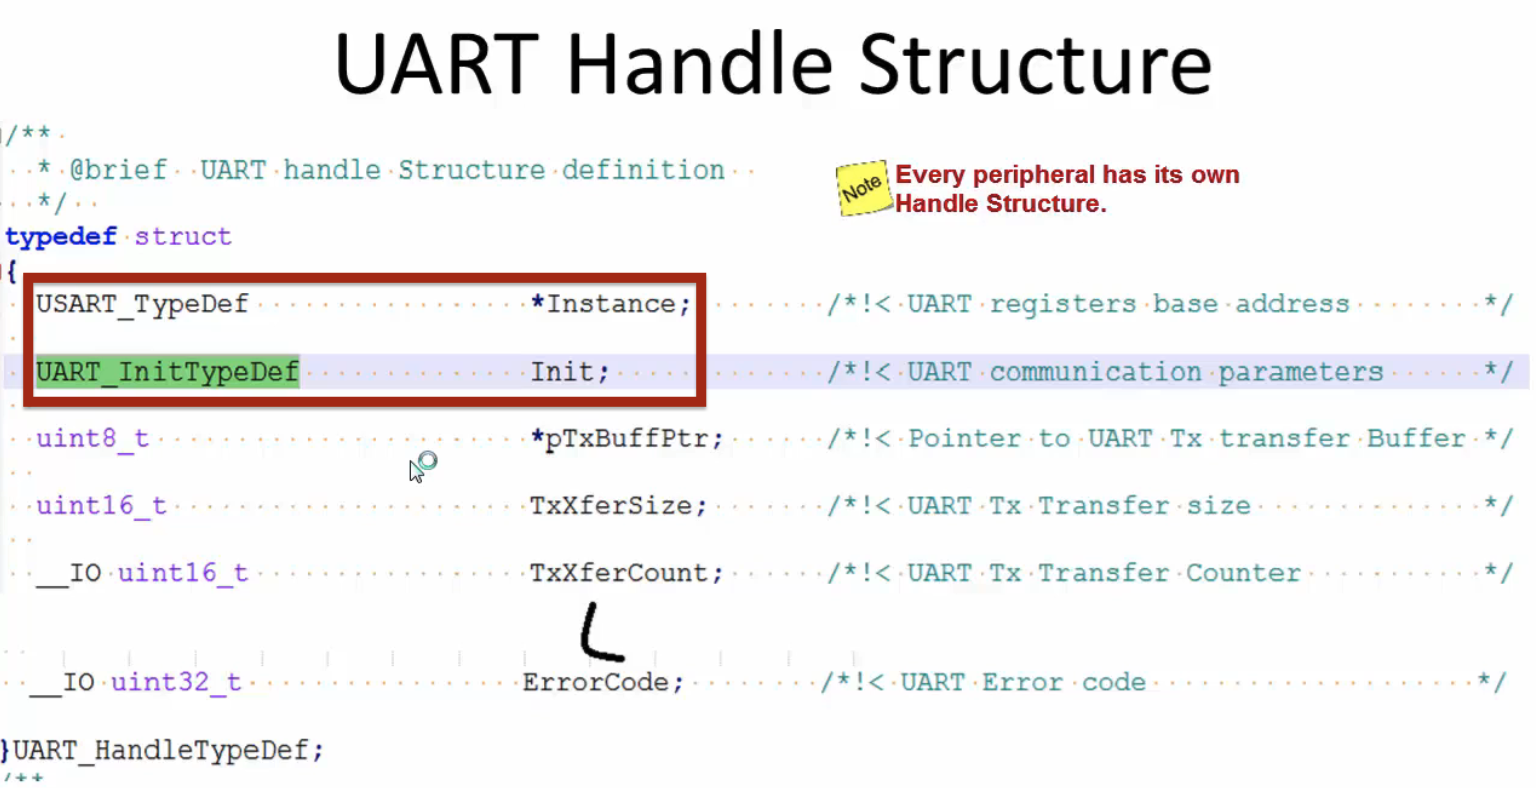 UART Handle Structure
/**
* @brief UART handle Structure definition
*/
Note
Every peripheral has its own
Handle Structure.
typedef struct
{
USART_TypeDef *Instance; /*!< UART registers base address */
UART_InitTypeDef Init; /*!< UART communication parameters */
uint8_t *pTxBuffPtr; /*!< Pointer to UART Tx transfer Buffer */
uint16_t TxXferSize; /*!< UART Tx Transfer size */
__IO uint16_t TxXferCount; /*!< UART Tx Transfer Counter */
__IO uint32_t ErrorCode; /*!< UART Error code */
}UART_HandleTypeDef;
/**